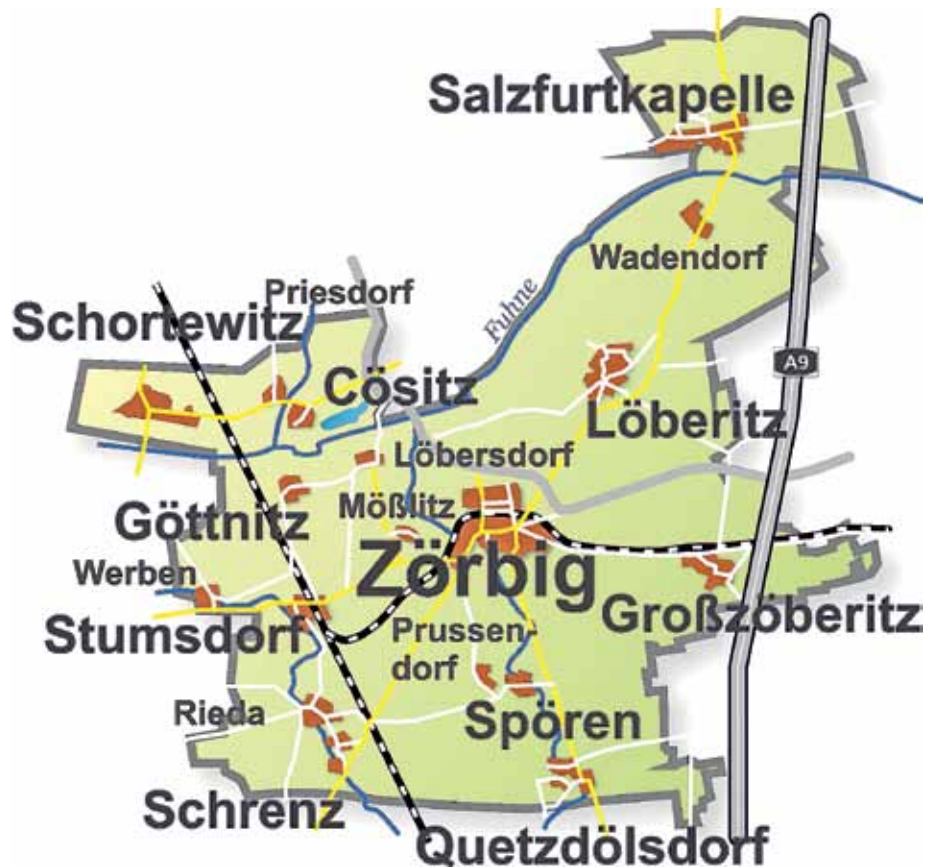 Salzfurtkapelle
Wadendorf
Fuhne
Priesdorf
Schortewitz
A9
Cösitz
Löberitz
Löbersdorf
Mößlitz
Göttnitz
Zörbig
Werben
Großzöberitz
Stumsdorf
Prussen-
dorf
Rieda
Spören
Schrenz
Quetzdölsdorf